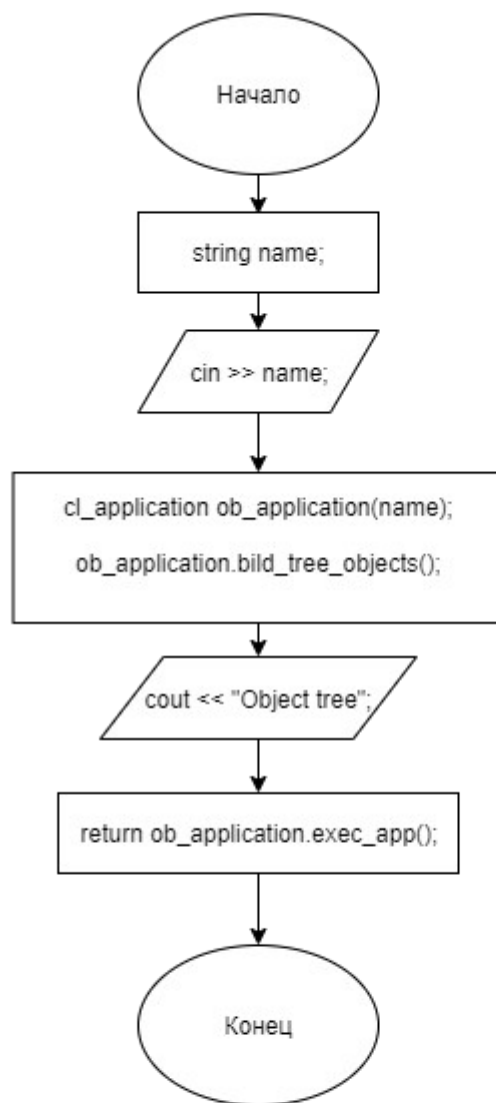 Начало
string name;
cin >> name;
cl_application ob_application(name);
ob_application.bild_tree_objects();
cout << "Object tree";
return ob_application.exec_app();
Конец